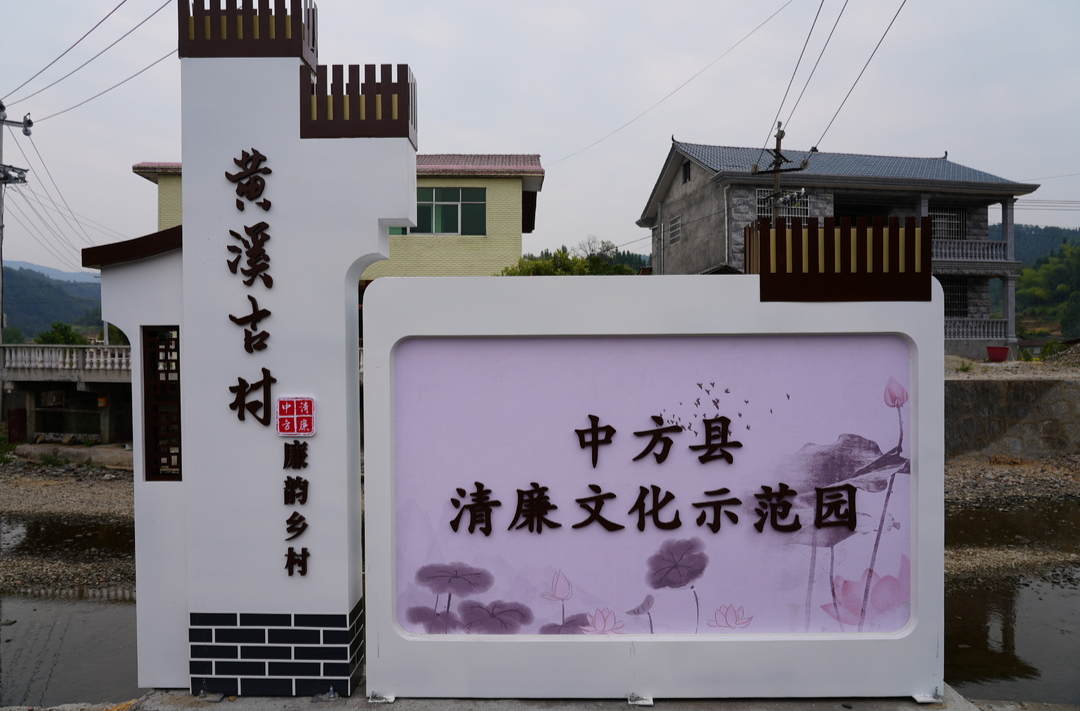 黄溪古村
清廉
中方
廉韵乡村
中方县
清廉文化示范园